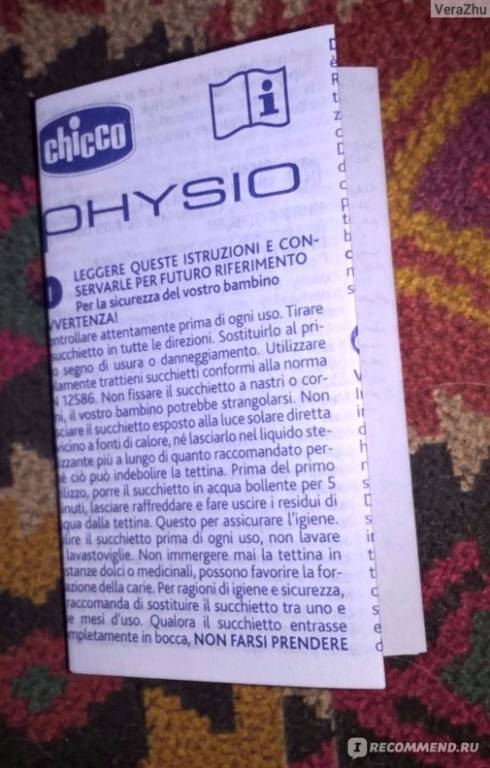 VeraZhu
chicco
i
PHYSIO
I
LEGGERE QUESTE ISTRUZIONI E CON-
SERVARLE PER FUTURO RIFERIMENTO
Per la sicurezza del vostro bambino
VVERTENZA!
ntrollare attentamente prima di ogni uso. Tirare
ucchietto in tutte le direzioni. Sostituirlo al pri-
o segno di usura o danneggiamento. Utilizzare
lamente trattieni succhietti conformi alla norma
12586. Non fissare il succhietto a nastri o cor-
ni, il vostro bambino potrebbe strangolarsi. Non
sciare il succhietto esposto alla luce solare diretta
vicino a fonti di calore, né lasciarlo nel liquido ste-
izzante più a lungo di quanto raccomandato per-
é ciò può indebolire la tettina. Prima del primo
ilizzo, porre il succhietto in acqua bollente per 5
inuti, lasciare raffreddare e fare uscire i residui di
qua dalla tettina. Questo per assicurare l'igiene.
lire il succhietto prima di ogni uso, non lavare
lavastoviglie. Non immergere mai la tettina in
stanze dolci o medicinali, possono favorire la for-
azione della carie. Per ragioni di igiene e sicurezza,
raccomanda di sostituire il succhietto tra uno e
e mesi d'uso. Qualora il succhietto entrasse
mpletamente in bocca, NON FARSI PRENDERE
IRECOMMEND.RU